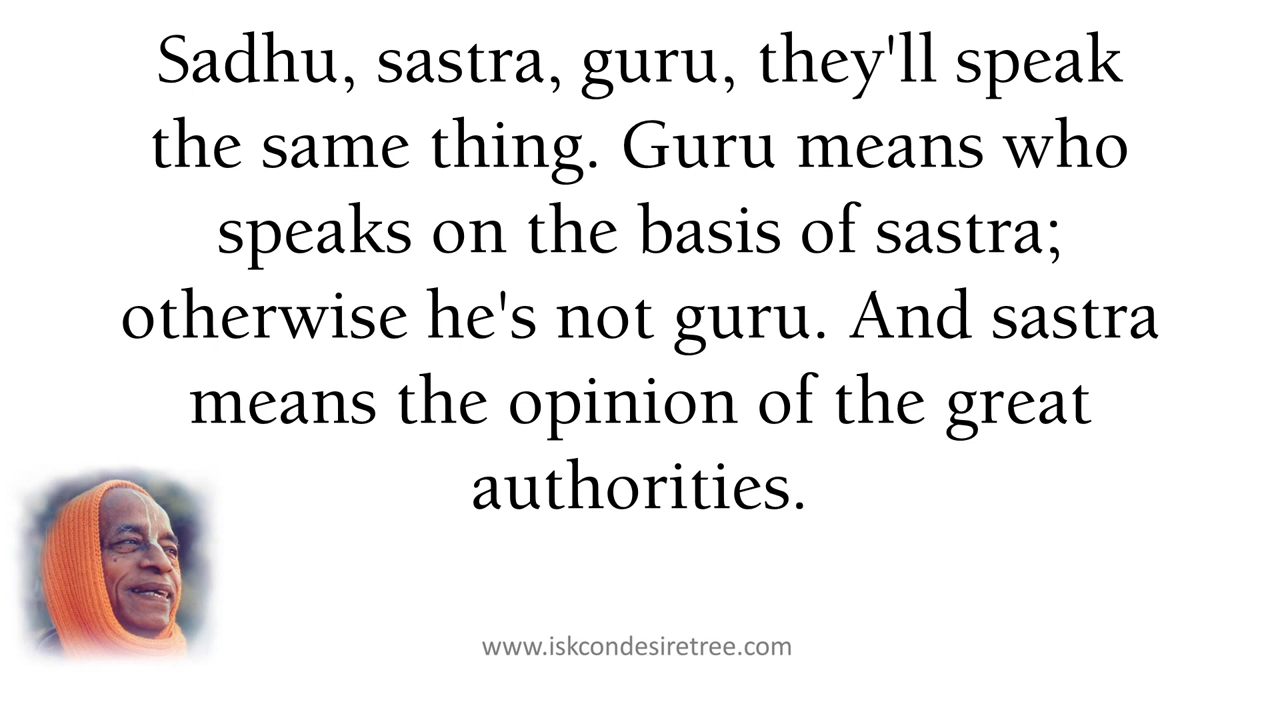 Sadhu, sastra, guru, they'll speak
the same thing. Guru means who
speaks on the basis of sastra;
otherwise he's not guru. And sastra
means the opinion of the great
authorities.
www.iskcondesiretree.com